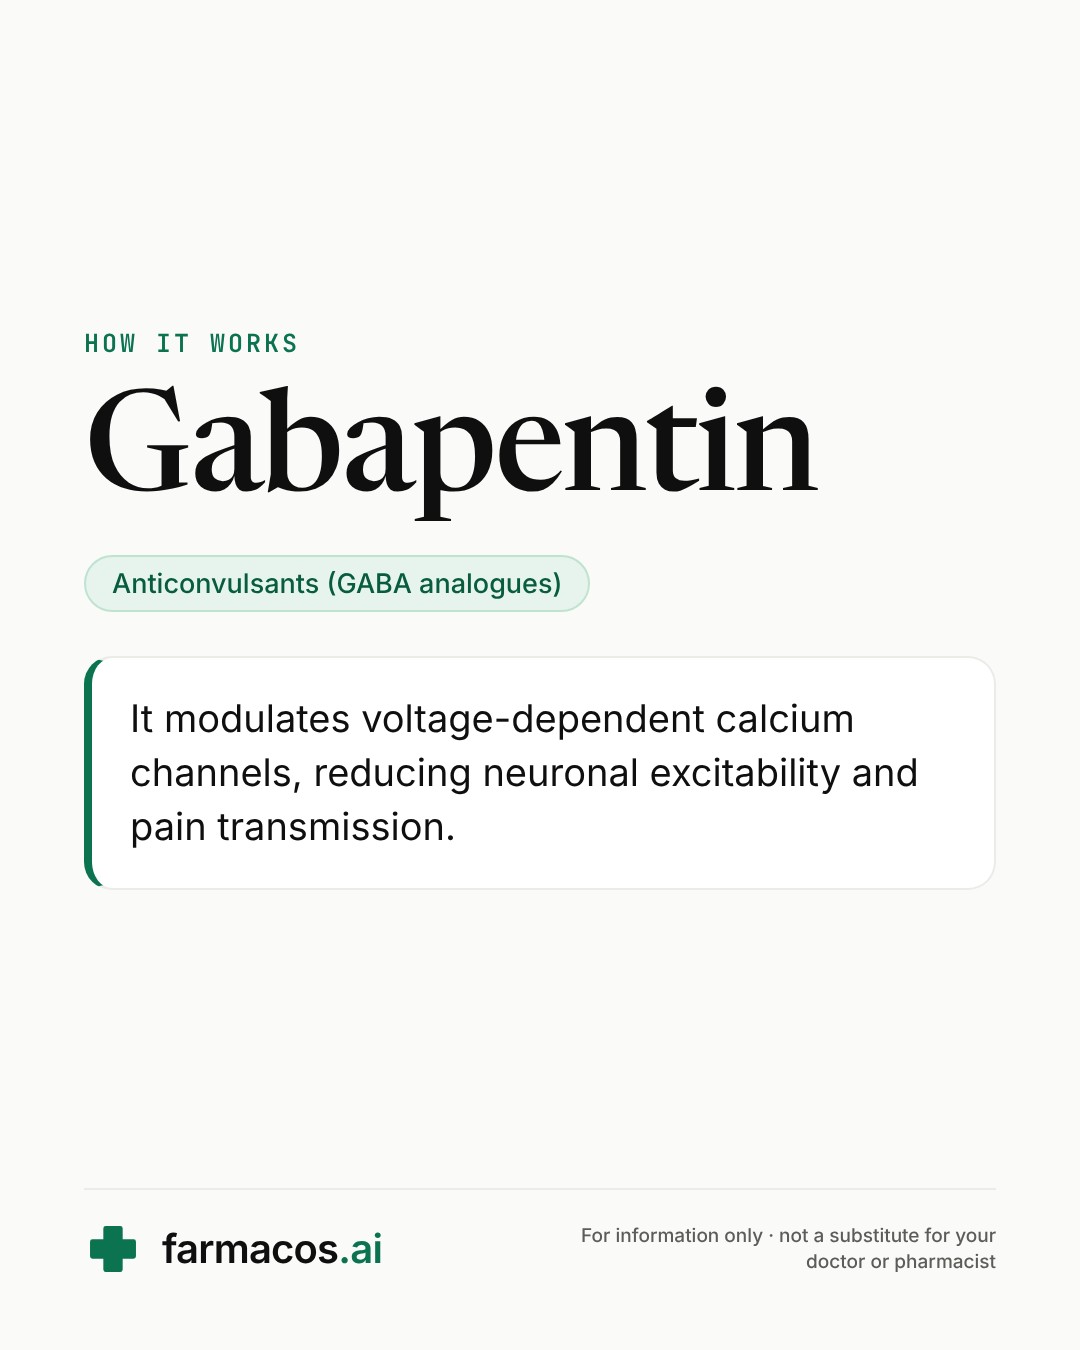 HOW IT WORKS
Gabapentin
Anticonvulsants (GABA analogues)
It modulates voltage-dependent calcium
channels, reducing neuronal excitability and
pain transmission.
farmacos.ai
For information only · not a substitute for your
doctor or pharmacist